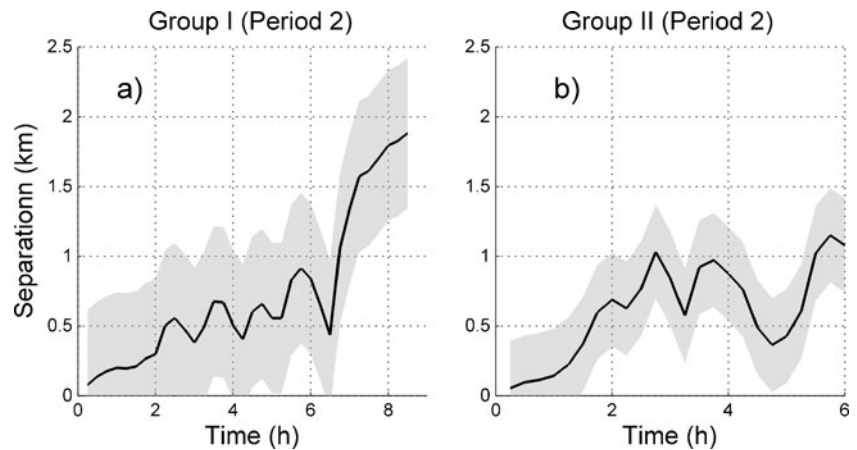 Group I (Period 2)
Group II (Period 2)
a)
b)
Separationn (km)
2.5
2
1.5
1
0.5
0
0 2 4 6 8
Time (h)
2.5
2
1.5
1
0.5
0
0 2 4 6
Time (h)